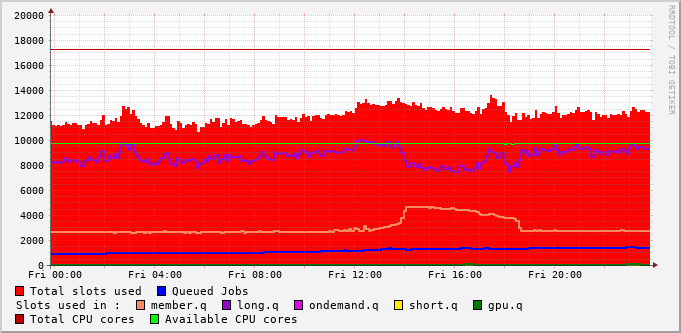 20000
18000
16000
14000
12000
10000
8000
6000
4000
2000
0
Fri 00:00 Fri 04:00 Fri 08:00 Fri 12:00 Fri 16:00 Fri 20:00
RRDTOOL / TOBI OETIKER
Total slots used Queued Jobs
Slots used in : member.q long.q ondemand.q short.q gpu.q
Total CPU cores Available CPU cores